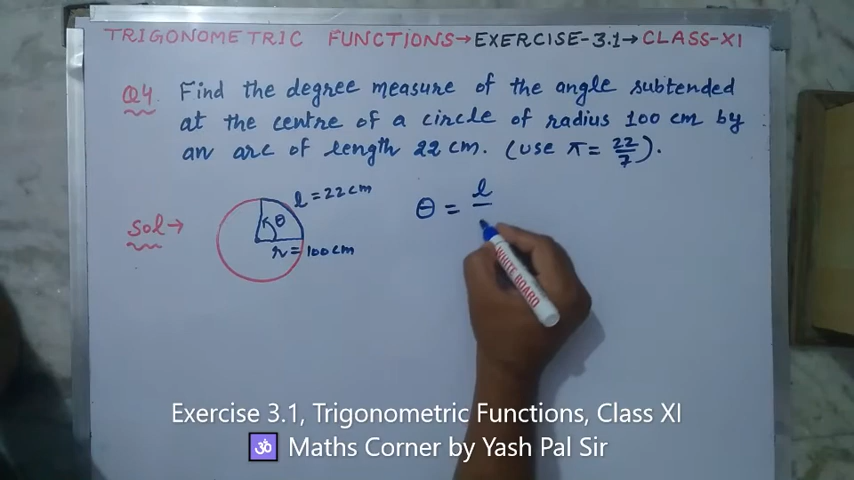 TRIGONOMETRIC FUNCTIONS→EXERCISE-3.1→CLASS-XI
Q4. Find the degree measure of the angle subtended
at the centre of a circle of radius 100 cm by
an arc of length 22 cm. (use π = 22/7).
Sol→
l = 22 cm
θ
r = 100 cm
θ = l
WHITE BOARD
Exercise 3.1, Trigonometric Functions, Class XI
🕉 Maths Corner by Yash Pal Sir